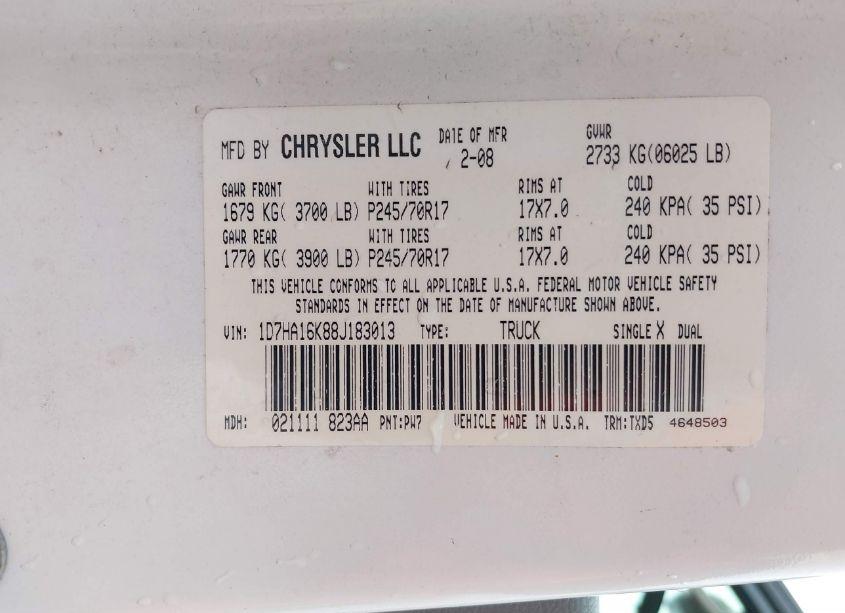 MFD BY CHRYSLER LLC DATE OF MFR 2-08 GVWR 2733 KG(06025 LB)
GAWR FRONT WITH TIRES RIMS AT COLD
1679 KG( 3700 LB) P245/70R17 17X7.0 240 KPA( 35 PSI)
GAWR REAR WITH TIRES RIMS AT COLD
1770 KG( 3900 LB) P245/70R17 17X7.0 240 KPA( 35 PSI)
THIS VEHICLE CONFORMS TO ALL APPLICABLE U.S.A. FEDERAL MOTOR VEHICLE SAFETY
STANDARDS IN EFFECT ON THE DATE OF MANUFACTURE SHOWN ABOVE.
VIN: 1D7HA16K88J183013 TYPE: TRUCK SINGLE X DUAL
MDH: 021111 823AA PNT:PW7 VEHICLE MADE IN U.S.A. TRM:TXD5 4648503